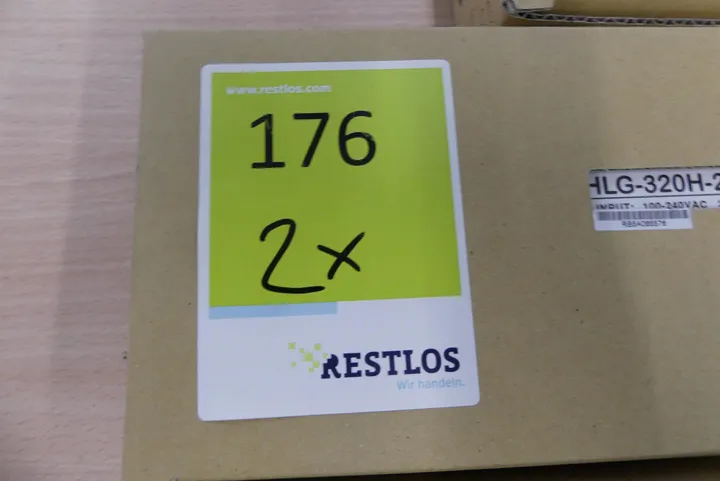 www.restlos.com
176
2x
RESTLOS
Wir handeln.
HLG-320H-2
INPUT: 100-240VAC